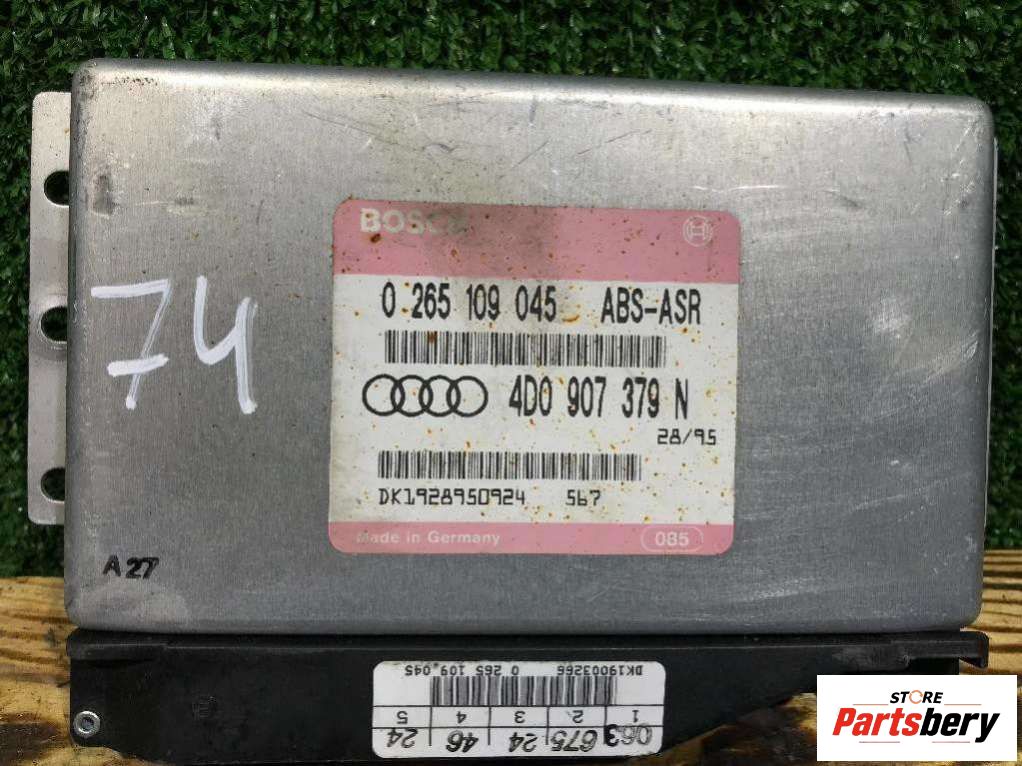 BOSCH
0 265 109 045 ABS-ASR
4D0 907 379 N
28/95
DK1928950924 567
Made in Germany 085
74
A27
DK19003266 0 265 109.045
1 2 3 4 5
063 675 24 46 24
STORE
Partsbery